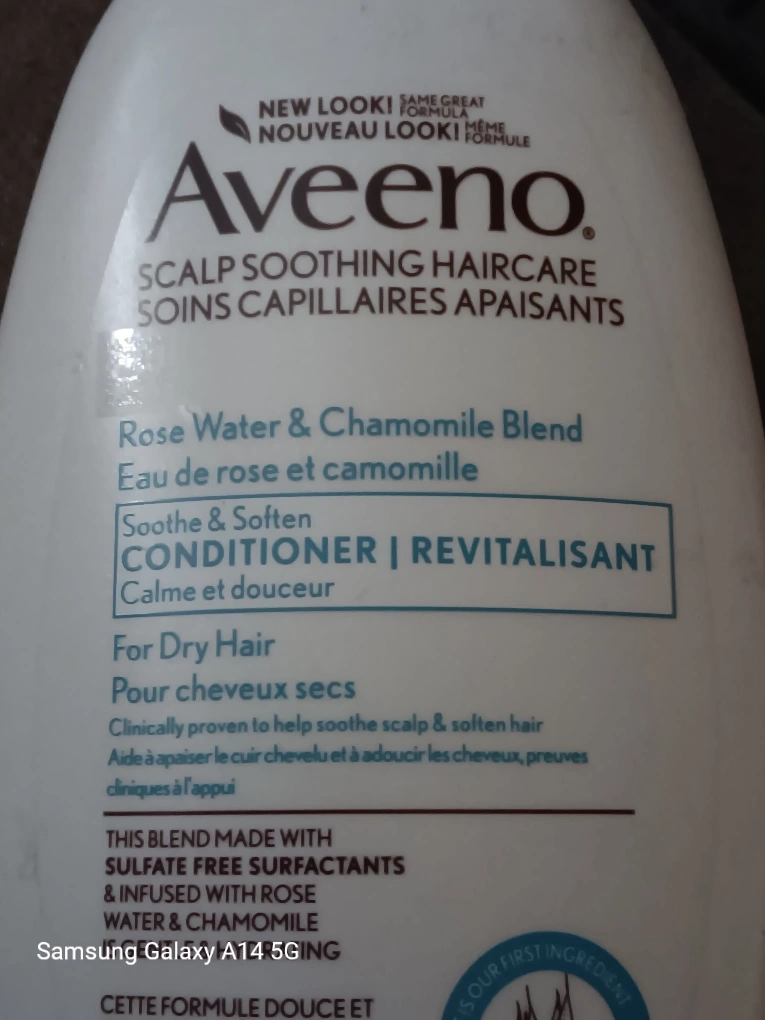 NEW LOOK! SAME GREAT FORMULA
NOUVEAU LOOK! MÊME FORMULE
Aveeno®
SCALP SOOTHING HAIRCARE
SOINS CAPILLAIRES APAISANTS
Rose Water & Chamomile Blend
Eau de rose et camomille
Soothe & Soften
CONDITIONER | REVITALISANT
Calme et douceur
For Dry Hair
Pour cheveux secs
Clinically proven to help soothe scalp & soften hair
Aide à apaiser le cuir chevelu et à adoucir les cheveux, preuves
cliniques à l'appui
THIS BLEND MADE WITH
SULFATE FREE SURFACTANTS
& INFUSED WITH ROSE
WATER & CHAMOMILE
Samsung Galaxy A14 5G
CETTE FORMULE DOUCE ET
IS OUR FIRST INGREDIENT